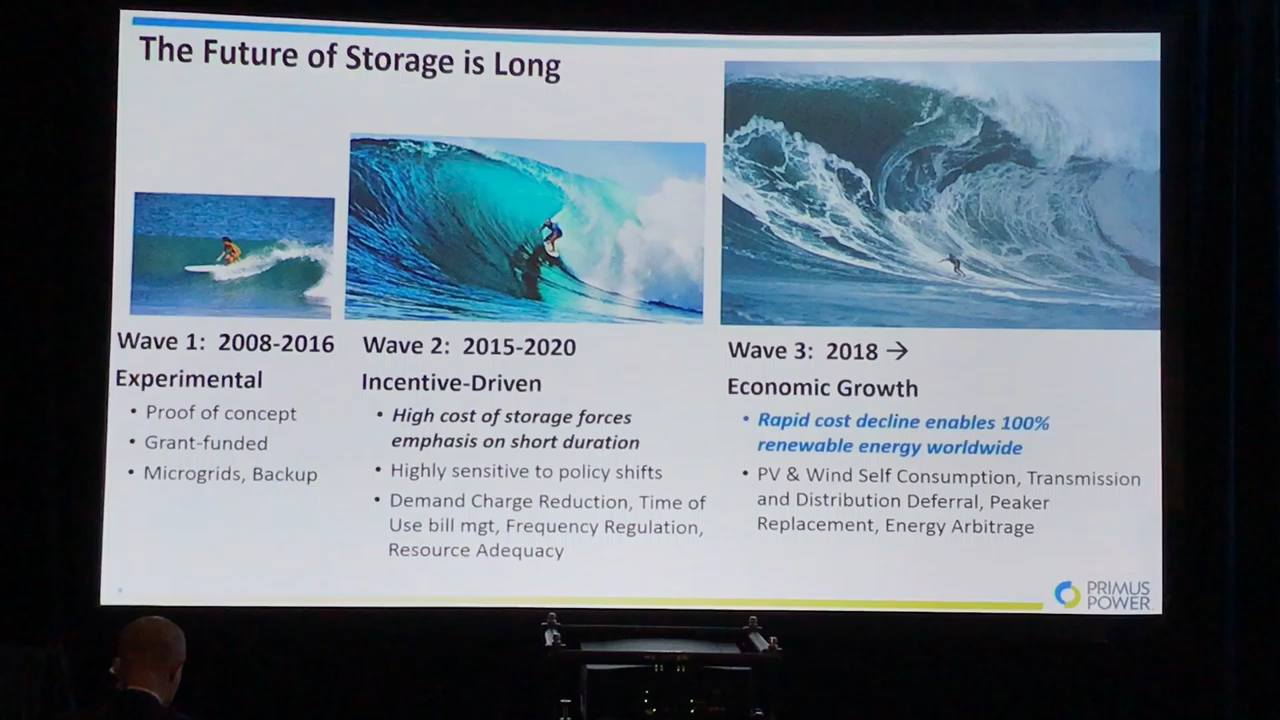 The Future of Storage is Long
Wave 1: 2008-2016
Experimental
• Proof of concept
• Grant-funded
• Microgrids, Backup
Wave 2: 2015-2020
Incentive-Driven
• High cost of storage forces
emphasis on short duration
• Highly sensitive to policy shifts
• Demand Charge Reduction, Time of
Use bill mgt, Frequency Regulation,
Resource Adequacy
Wave 3: 2018 →
Economic Growth
• Rapid cost decline enables 100%
renewable energy worldwide
• PV & Wind Self Consumption, Transmission
and Distribution Deferral, Peaker
Replacement, Energy Arbitrage
PRIMUS
POWER